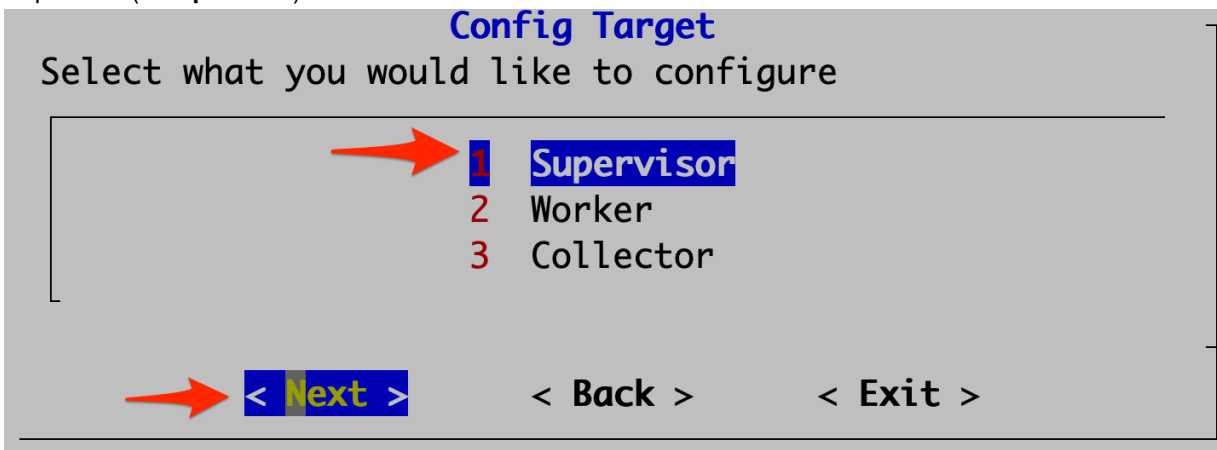 Config Target
Select what you would like to configure
1 Supervisor
2 Worker
3 Collector
< Next > < Back > < Exit >